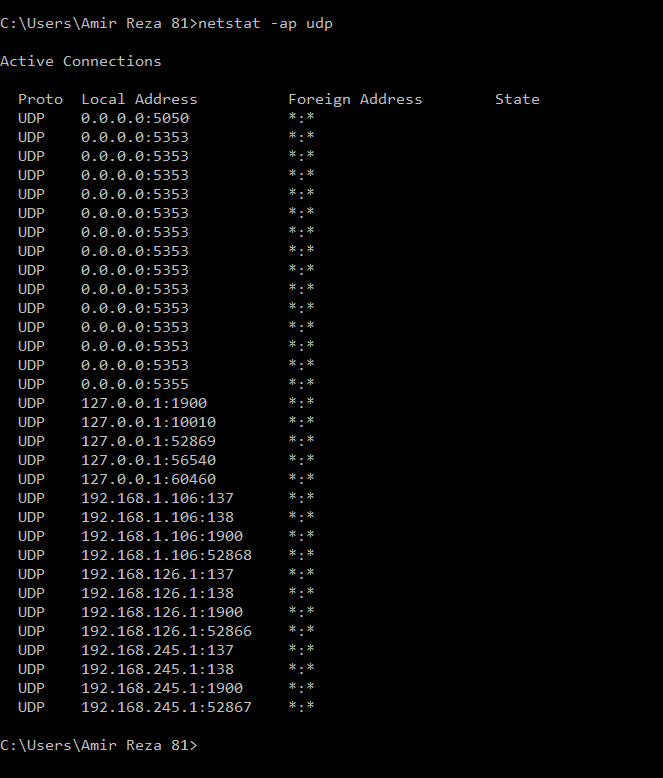 C:\Users\Amir Reza 81>netstat -ap udp
Active Connections
Proto  Local Address          Foreign Address        State
UDP    0.0.0.0:5050           *:*
UDP    0.0.0.0:5353           *:*
UDP    0.0.0.0:5353           *:*
UDP    0.0.0.0:5353           *:*
UDP    0.0.0.0:5353           *:*
UDP    0.0.0.0:5353           *:*
UDP    0.0.0.0:5353           *:*
UDP    0.0.0.0:5353           *:*
UDP    0.0.0.0:5353           *:*
UDP    0.0.0.0:5353           *:*
UDP    0.0.0.0:5353           *:*
UDP    0.0.0.0:5353           *:*
UDP    0.0.0.0:5353           *:*
UDP    0.0.0.0:5353           *:*
UDP    0.0.0.0:5355           *:*
UDP    127.0.0.1:1900         *:*
UDP    127.0.0.1:10010        *:*
UDP    127.0.0.1:52869        *:*
UDP    127.0.0.1:56540        *:*
UDP    127.0.0.1:60460        *:*
UDP    192.168.1.106:137      *:*
UDP    192.168.1.106:138      *:*
UDP    192.168.1.106:1900     *:*
UDP    192.168.1.106:52868    *:*
UDP    192.168.126.1:137      *:*
UDP    192.168.126.1:138      *:*
UDP    192.168.126.1:1900     *:*
UDP    192.168.126.1:52866    *:*
UDP    192.168.245.1:137      *:*
UDP    192.168.245.1:138      *:*
UDP    192.168.245.1:1900     *:*
UDP    192.168.245.1:52867    *:*
C:\Users\Amir Reza 81>